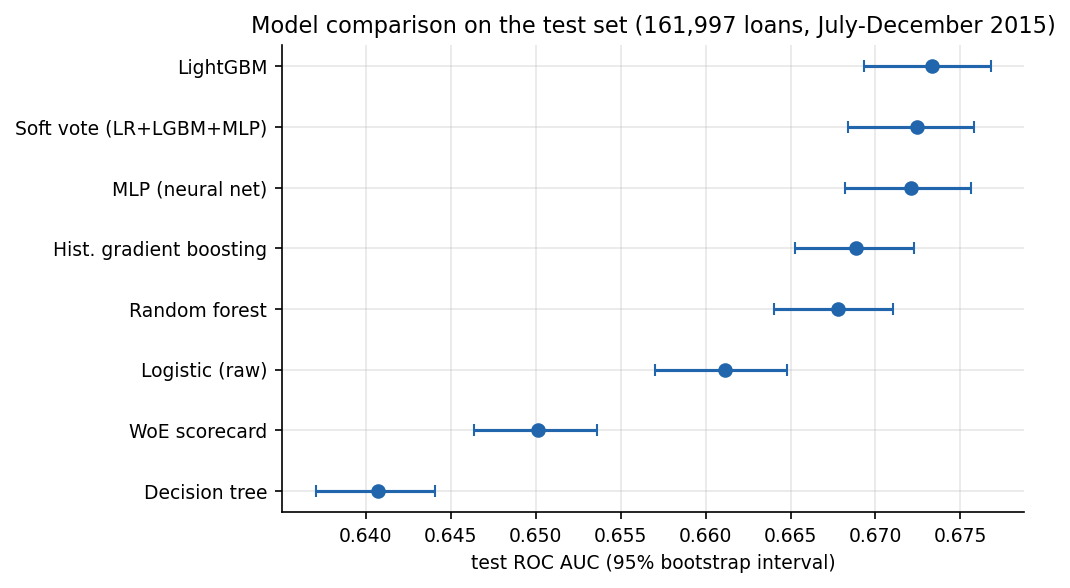 Model comparison on the test set (161,997 loans, July-December 2015)
LightGBM
Soft vote (LR+LGBM+MLP)
MLP (neural net)
Hist. gradient boosting
Random forest
Logistic (raw)
WoE scorecard
Decision tree
0.640 0.645 0.650 0.655 0.660 0.665 0.670 0.675
test ROC AUC (95% bootstrap interval)